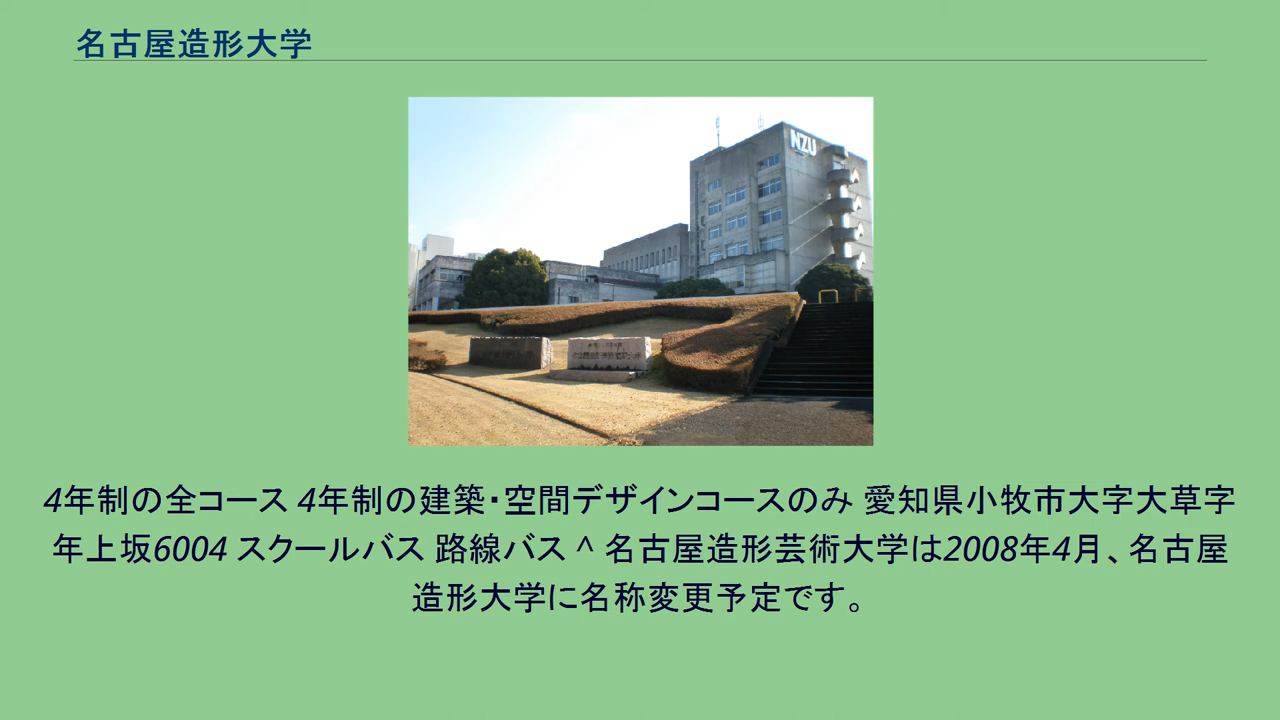 名古屋造形大学
NZU
4年制の全コース 4年制の建築・空間デザインコースのみ 愛知県小牧市大字大草字
年上坂6004 スクールバス 路線バス ^ 名古屋造形芸術大学は2008年4月、名古屋
造形大学に名称変更予定です。